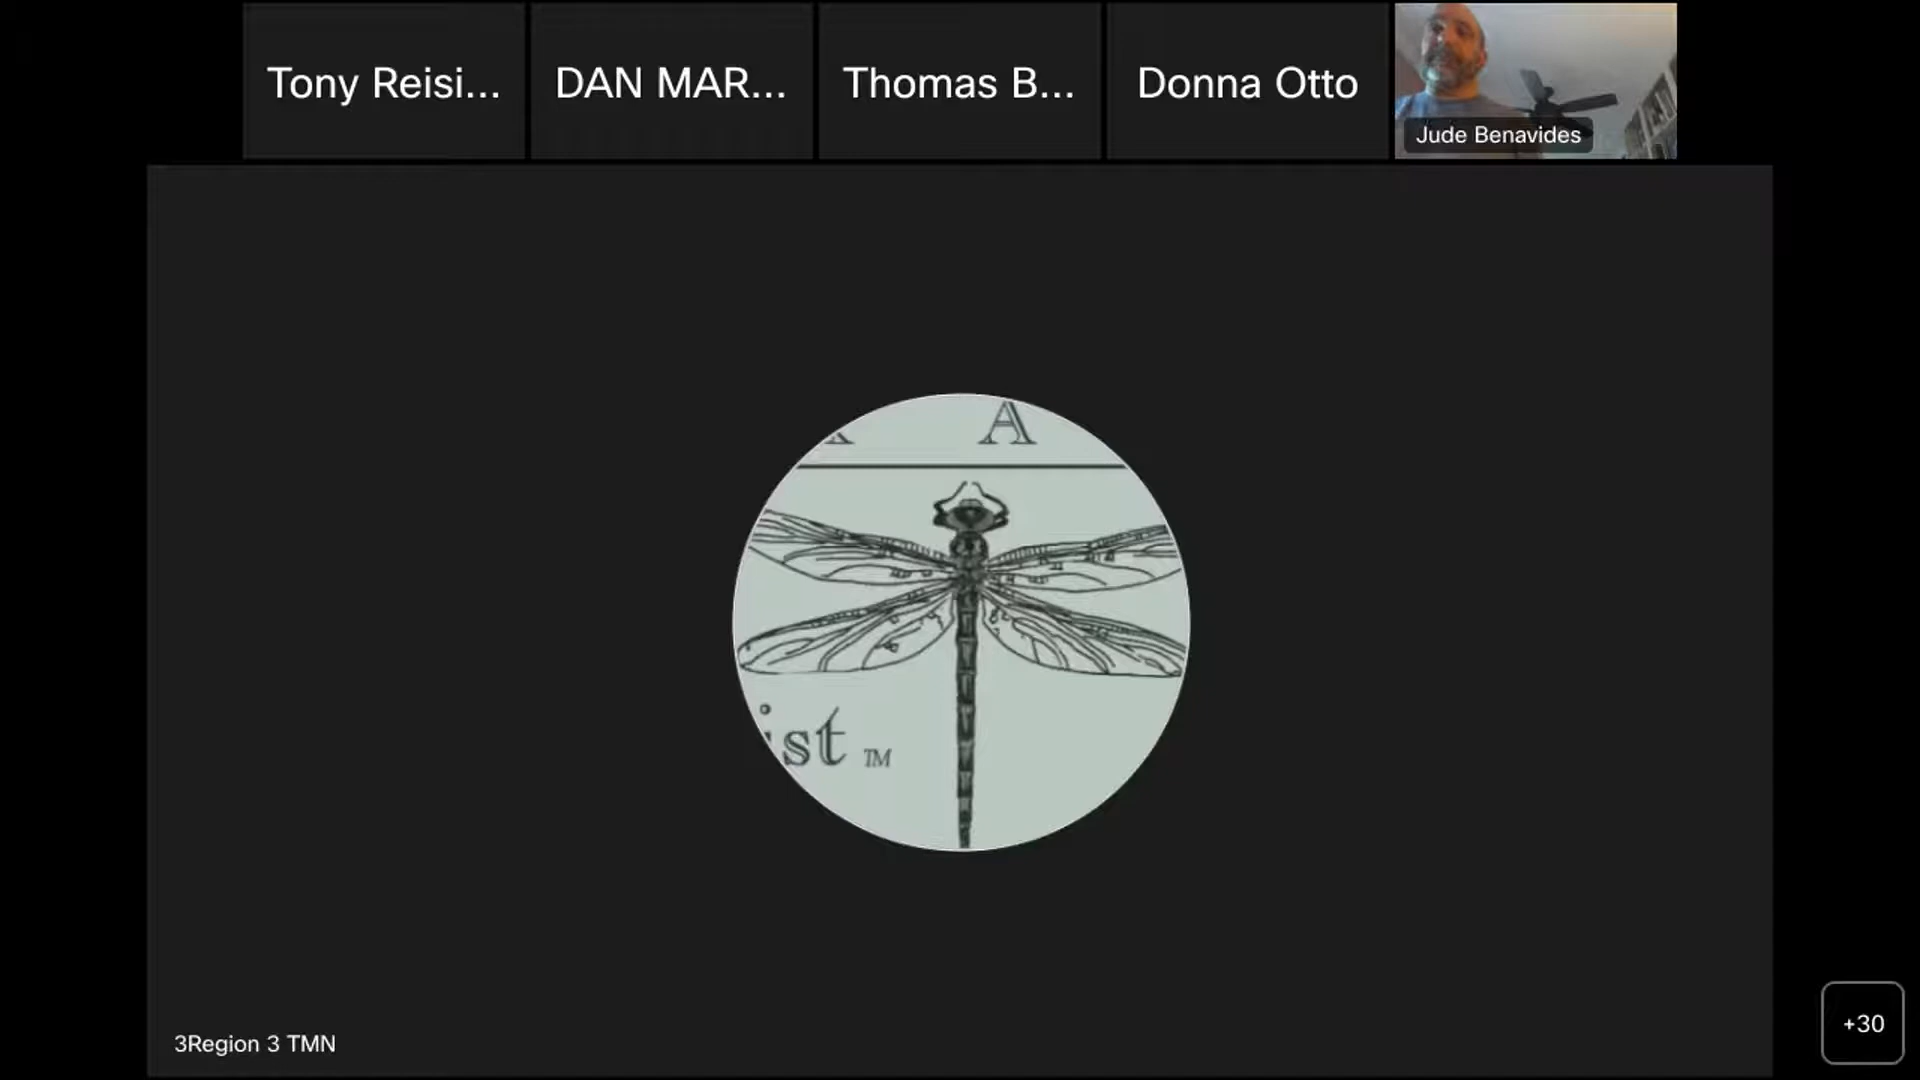 Tony Reisi...
DAN MAR...
Thomas B...
Donna Otto
Jude Benavides
A
ist TM
3Region 3 TMN
+30